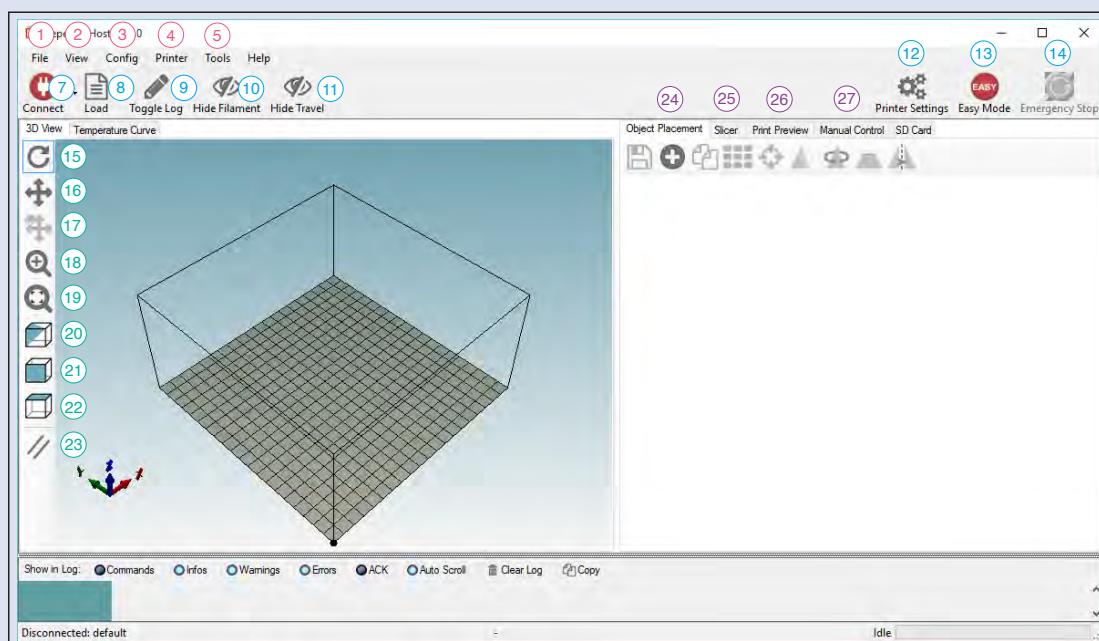 1 2 3 4 5
File View Config Printer Tools Help
12 13 14
7 8 9 10 11
EASY
Connect Load Toggle Log Hide Filament Hide Travel Printer Settings Easy Mode Emergency Stop
24 25 26 27
3D View Temperature Curve Object Placement Slicer Print Preview Manual Control SD Card
15
16
17
18
19
20
21
22
23
Show in Log: Commands Infos Warnings Errors ACK Auto Scroll Clear Log Copy
Disconnected: default - Idle